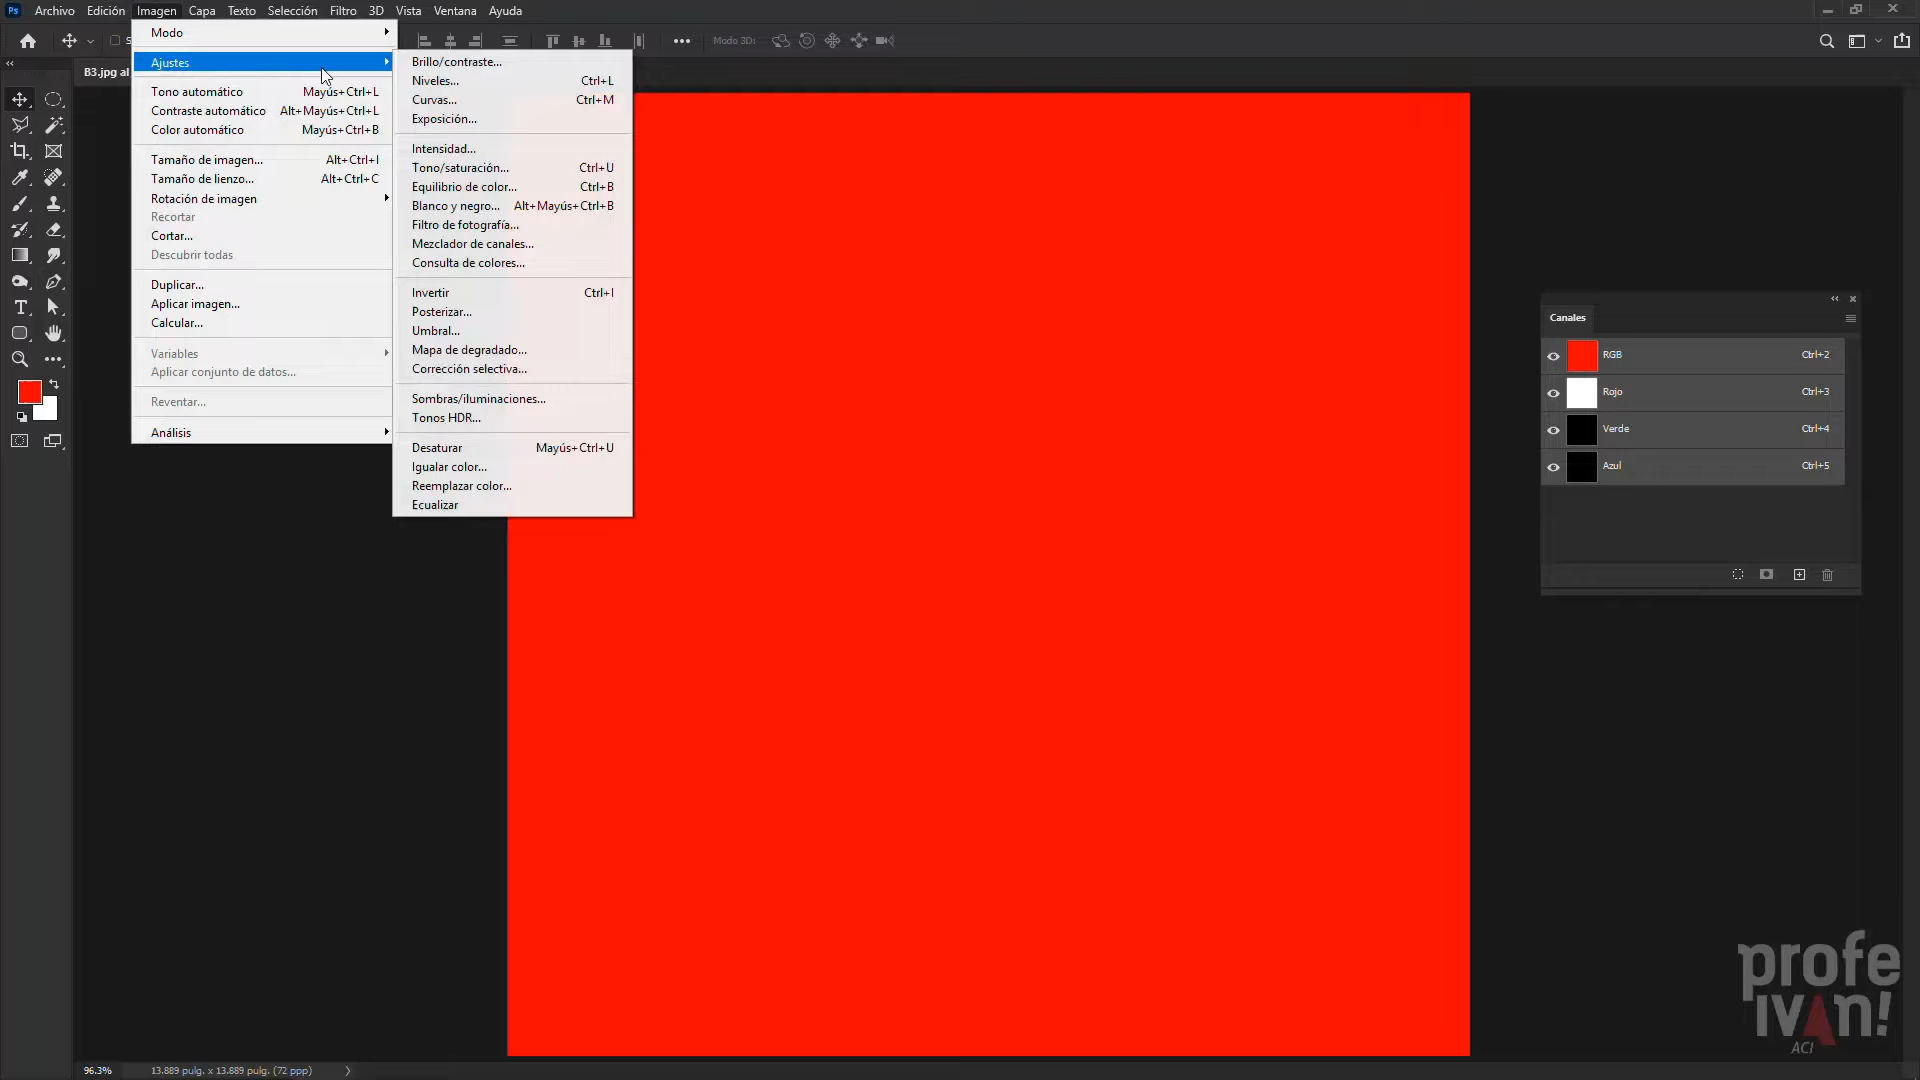 Ps Archivo Edición Imagen Capa Texto Selección Filtro 3D Vista Ventana Ayuda
Modo 3D:
B3.jpg al
Modo
Ajustes
Tono automático Mayús+Ctrl+L
Contraste automático Alt+Mayús+Ctrl+L
Color automático Mayús+Ctrl+B
Tamaño de imagen... Alt+Ctrl+I
Tamaño de lienzo... Alt+Ctrl+C
Rotación de imagen
Recortar
Cortar...
Descubrir todas
Duplicar...
Aplicar imagen...
Calcular...
Variables
Aplicar conjunto de datos...
Reventar...
Análisis
Brillo/contraste...
Niveles... Ctrl+L
Curvas... Ctrl+M
Exposición...
Intensidad...
Tono/saturación... Ctrl+U
Equilibrio de color... Ctrl+B
Blanco y negro... Alt+Mayús+Ctrl+B
Filtro de fotografía...
Mezclador de canales...
Consulta de colores...
Invertir Ctrl+I
Posterizar...
Umbral...
Mapa de degradado...
Corrección selectiva...
Sombras/iluminaciones...
Tonos HDR...
Desaturar Mayús+Ctrl+U
Igualar color...
Reemplazar color...
Ecualizar
Canales
RGB Ctrl+2
Rojo Ctrl+3
Verde Ctrl+4
Azul Ctrl+5
profe
IVAN!
ACI
96.3% 13.889 pulg. x 13.889 pulg. (72 ppp)